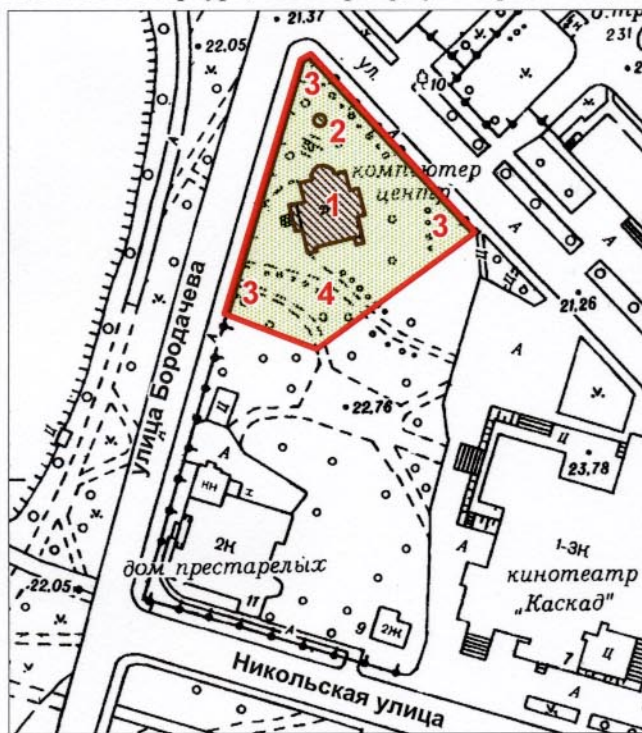 21,37
22,05
ул.
10
231
3
2
компьютер
центр
1
3
А
3
4
21,26
улица Бородачева
22,76
23,78
нн
2Н
дом престарелых
11
9
2Ж
1-3Н
кинотеатр
„Каскад"
7
22,05
Никольская улица